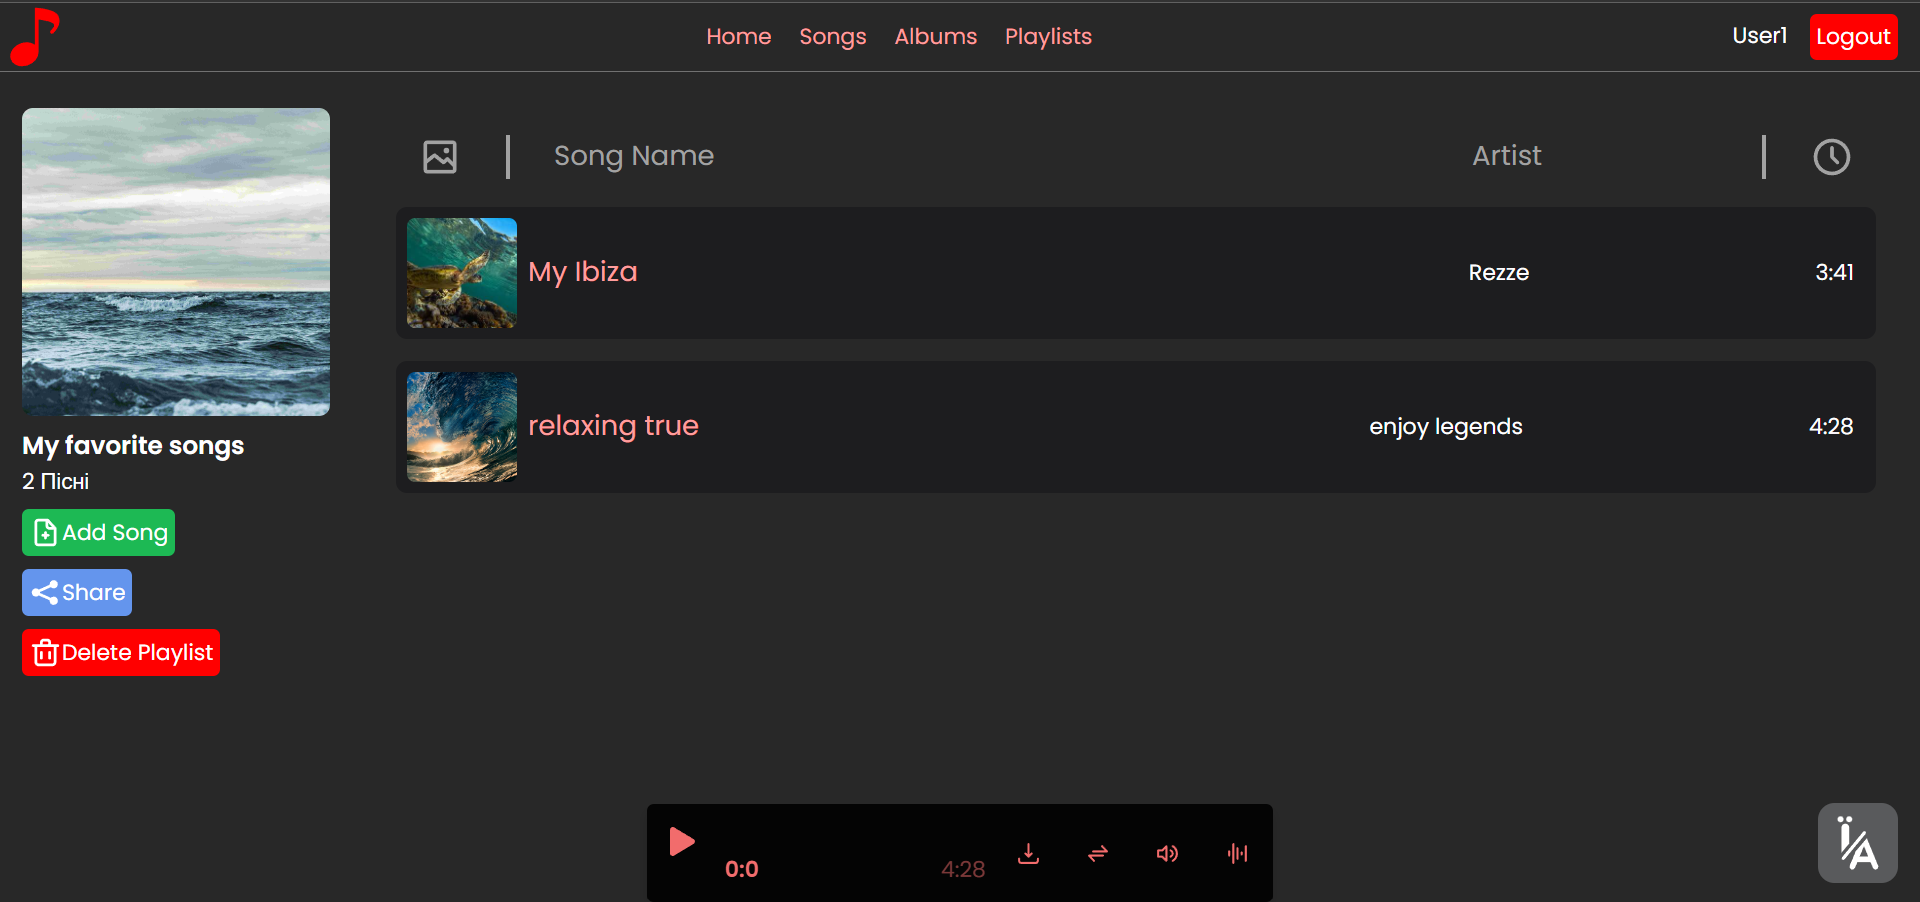 Home Songs Albums Playlists User1 Logout
Song Name Artist
My Ibiza Rezze 3:41
relaxing true enjoy legends 4:28
My favorite songs
2 Пісні
Add Song
Share
Delete Playlist
0:0 4:28
Ї/A